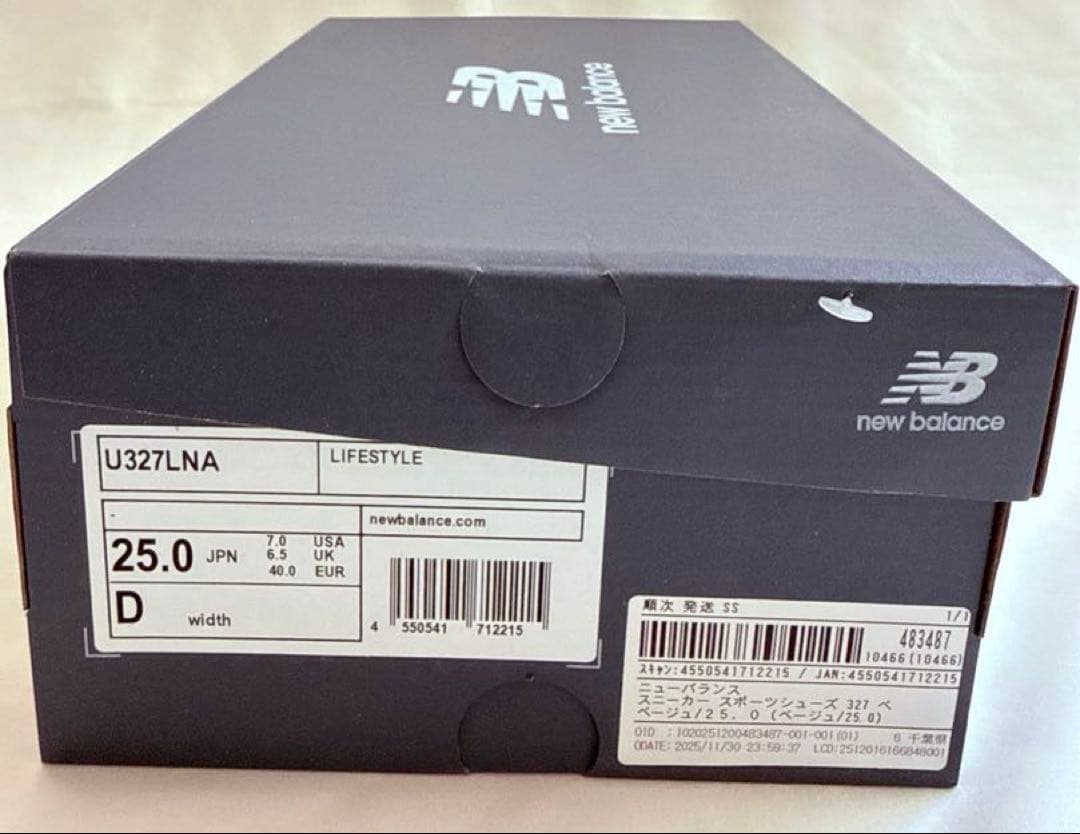 new balance
new balance
U327LNA
LIFESTYLE
-
newbalance.com
25.0 JPN
7.0 USA
6.5 UK
40.0 EUR
D width
4 550541 712215
順次 発送 SS
1/1
483487
10466(10466)
スキャン:4550541712215 / JAN:4550541712215
ニューバランス
スニーカー スポーツシューズ 327 ベ
ベージュ/25.0 (ベージュ/25.0)
OID :1020251200483487-001-001(01) 6 千葉県
ODATE: 2025/11/30 23:59:37 LCD:2512016166848001